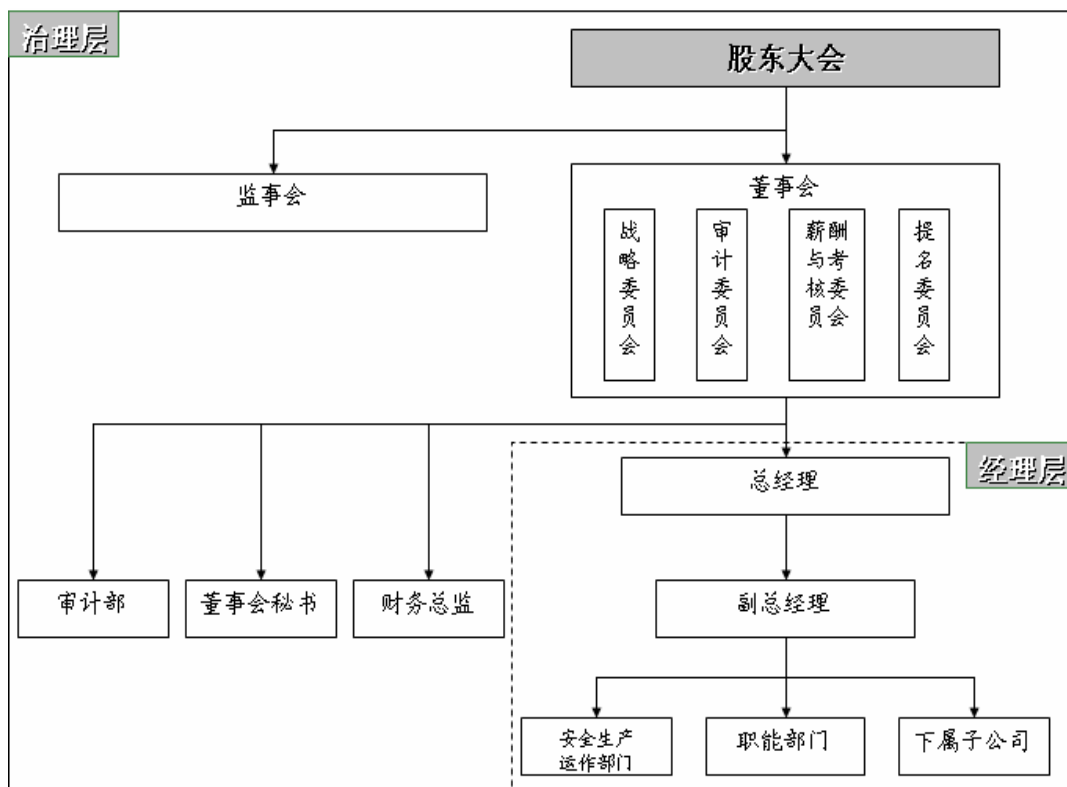 治理层
股东大会
监事会
董事会
战略委员会
审计委员会
薪酬与考核委员会
提名委员会
经理层
总经理
审计部
董事会秘书
财务总监
副总经理
安全生产
运作部门
职能部门
下属子公司